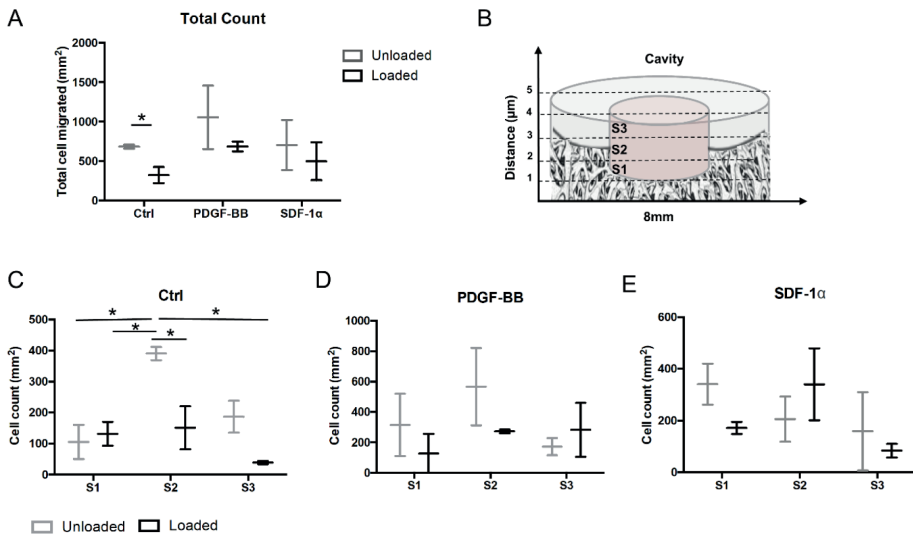 A
Total Count
Total cell migrated (mm²)
2000
1500
1000
500
0
Ctrl
PDGF-BB
SDF-1α
*
Unloaded
Loaded
B
Cavity
Distance (μm)
5
4
3
2
1
S3
S2
S1
8mm
C
Ctrl
Cell count (mm²)
500
400
300
200
100
0
* * * *
S1 S2 S3
Unloaded Loaded
D
PDGF-BB
Cell count (mm²)
1000
800
600
400
200
0
S1 S2 S3
E
SDF-1α
Cell count (mm²)
600
400
200
0
S1 S2 S3